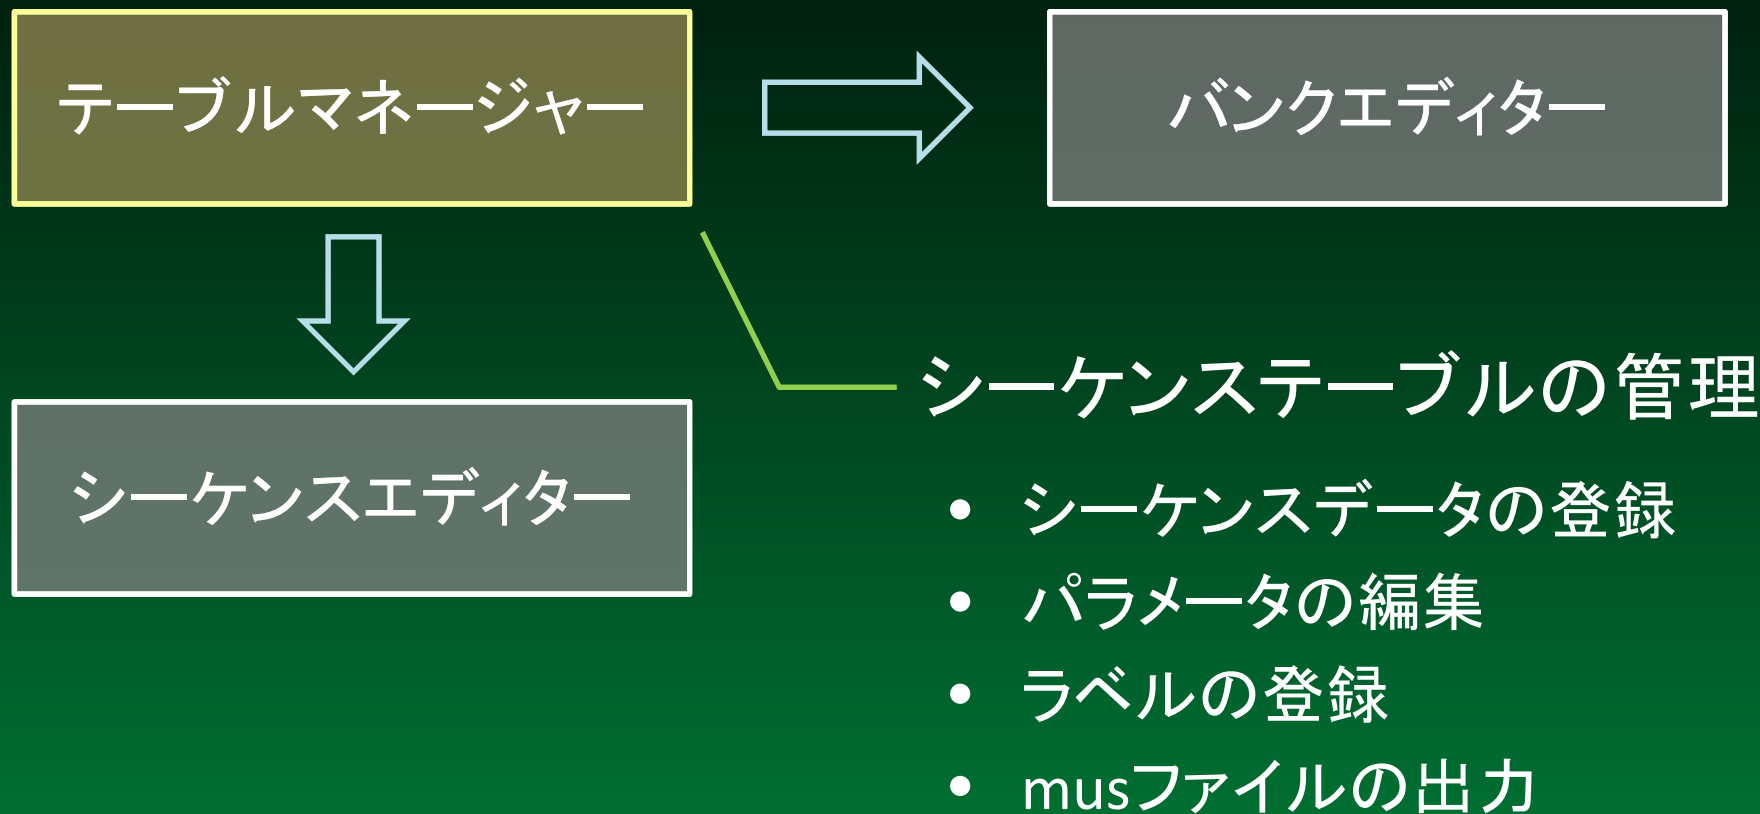 テーブルマネージャー
バンクエディター
シーケンスエディター
シーケンステーブルの管理
• シーケンスデータの登録
• パラメータの編集
• ラベルの登録
• musファイルの出力